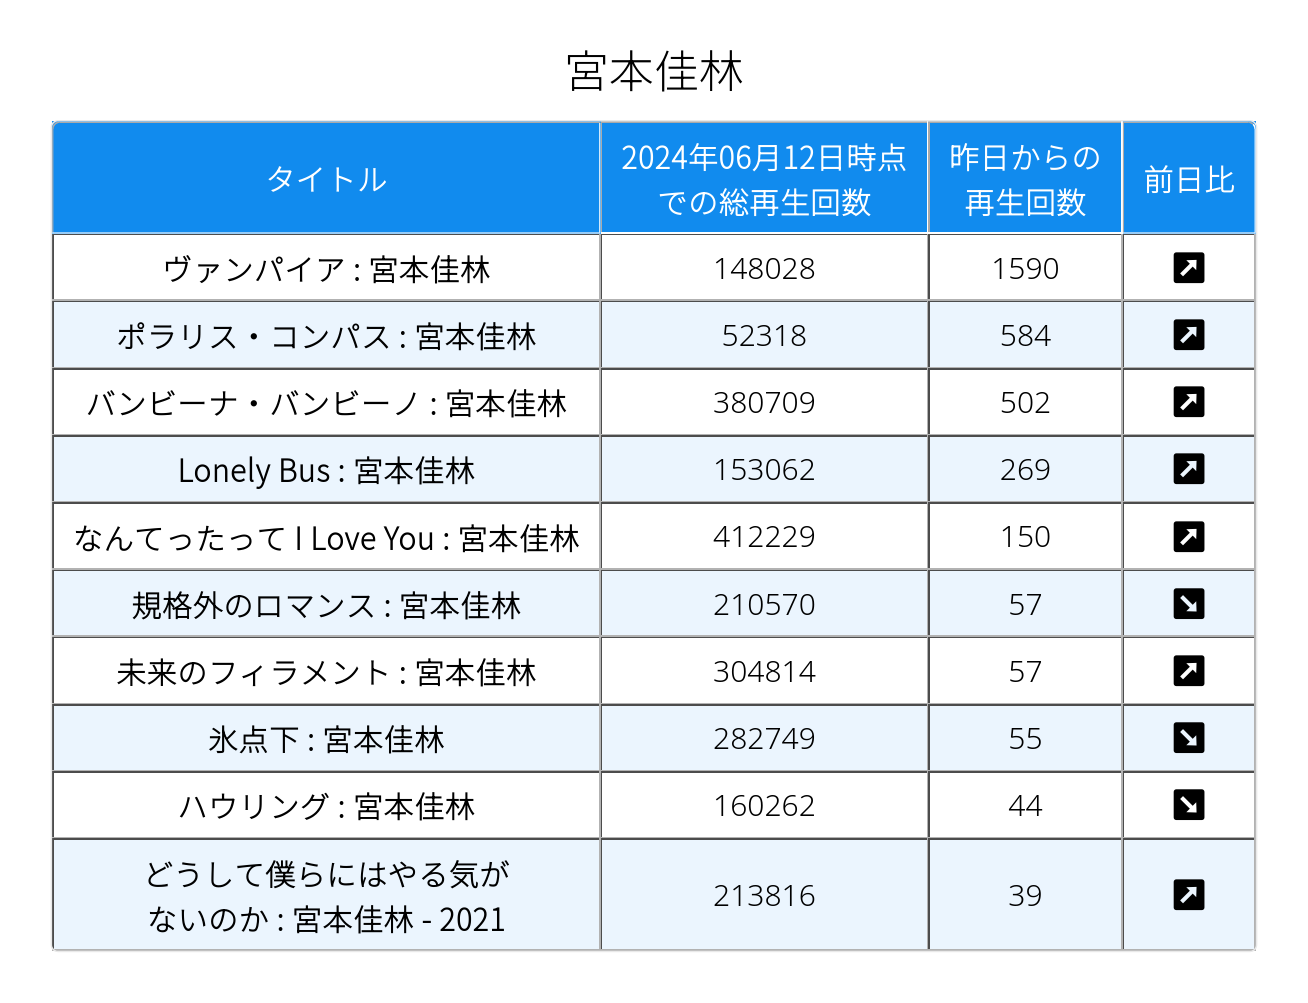 宮本佳林
タイトル
2024年06月12日時点
での総再生回数
昨日からの
再生回数
前日比
ヴァンパイア : 宮本佳林 148028 1590 ↗
ポラリス・コンパス : 宮本佳林 52318 584 ↗
バンビーナ・バンビーノ : 宮本佳林 380709 502 ↗
Lonely Bus : 宮本佳林 153062 269 ↗
なんてったって I Love You : 宮本佳林 412229 150 ↗
規格外のロマンス : 宮本佳林 210570 57 ↘
未来のフィラメント : 宮本佳林 304814 57 ↗
氷点下 : 宮本佳林 282749 55 ↘
ハウリング : 宮本佳林 160262 44 ↘
どうして僕らにはやる気が
ないのか : 宮本佳林 - 2021
213816 39 ↗